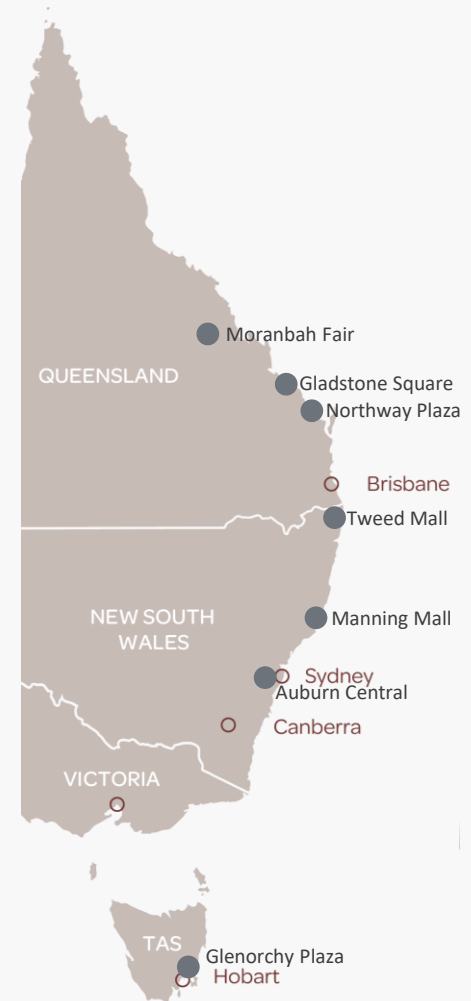 Moranbah Fair
QUEENSLAND
Gladstone Square
Northway Plaza
Brisbane
Tweed Mall
NEW SOUTH
WALES
Manning Mall
Sydney
Auburn Central
Canberra
VICTORIA
TAS
Glenorchy Plaza
Hobart